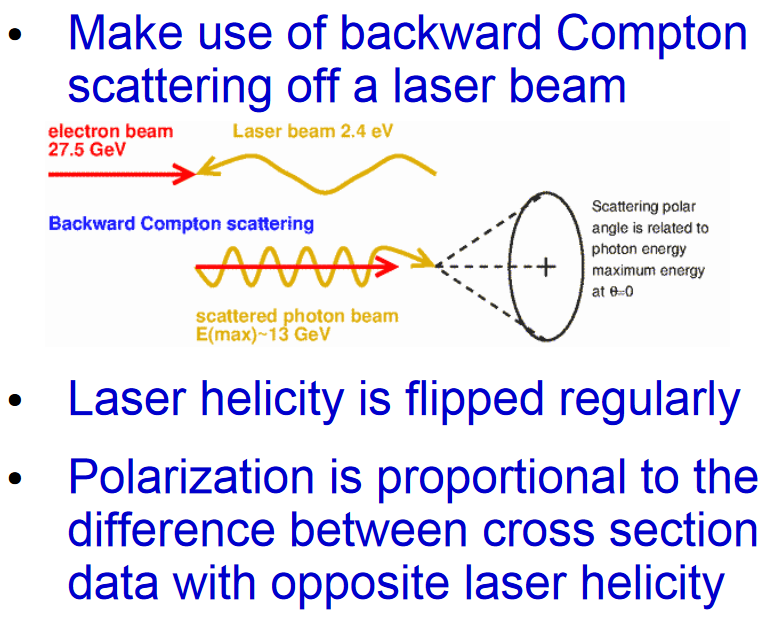 • Make use of backward Compton
scattering off a laser beam
electron beam
27.5 GeV
Laser beam 2.4 eV
Backward Compton scattering
scattered photon beam
E(max)~13 GeV
Scattering polar
angle is related to
photon energy
maximum energy
at θ=0
• Laser helicity is flipped regularly
• Polarization is proportional to the
difference between cross section
data with opposite laser helicity